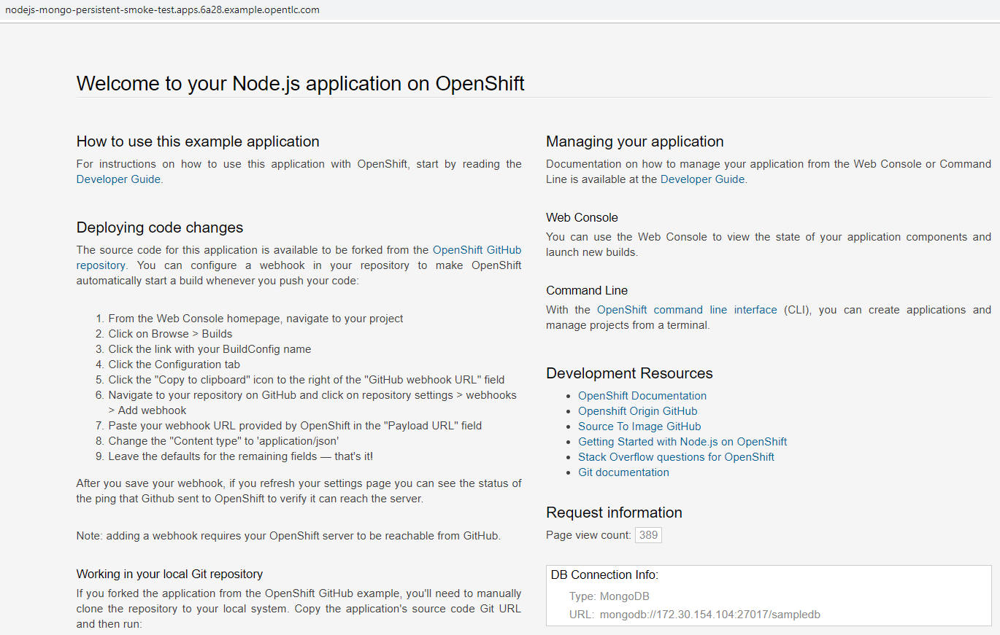 nodejs-mongo-persistent-smoke-test.apps.6a28.example.opentlc.com
Welcome to your Node.js application on OpenShift
How to use this example application
For instructions on how to use this application with OpenShift, start by reading the
Developer Guide.
Deploying code changes
The source code for this application is available to be forked from the OpenShift GitHub
repository. You can configure a webhook in your repository to make OpenShift
automatically start a build whenever you push your code:
1. From the Web Console homepage, navigate to your project
2. Click on Browse > Builds
3. Click the link with your BuildConfig name
4. Click the Configuration tab
5. Click the "Copy to clipboard" icon to the right of the "GitHub webhook URL" field
6. Navigate to your repository on GitHub and click on repository settings > webhooks
> Add webhook
7. Paste your webhook URL provided by OpenShift in the "Payload URL" field
8. Change the "Content type" to 'application/json'
9. Leave the defaults for the remaining fields — that's it!
After you save your webhook, if you refresh your settings page you can see the status of
the ping that Github sent to OpenShift to verify it can reach the server.
Note: adding a webhook requires your OpenShift server to be reachable from GitHub.
Working in your local Git repository
If you forked the application from the OpenShift GitHub example, you'll need to manually
clone the repository to your local system. Copy the application's source code Git URL
and then run:
Managing your application
Documentation on how to manage your application from the Web Console or Command
Line is available at the Developer Guide.
Web Console
You can use the Web Console to view the state of your application components and
launch new builds.
Command Line
With the OpenShift command line interface (CLI), you can create applications and
manage projects from a terminal.
Development Resources
• OpenShift Documentation
• Openshift Origin GitHub
• Source To Image GitHub
• Getting Started with Node.js on OpenShift
• Stack Overflow questions for OpenShift
• Git documentation
Request information
Page view count: 389
DB Connection Info:
Type: MongoDB
URL: mongodb://172.30.154.104:27017/sampledb